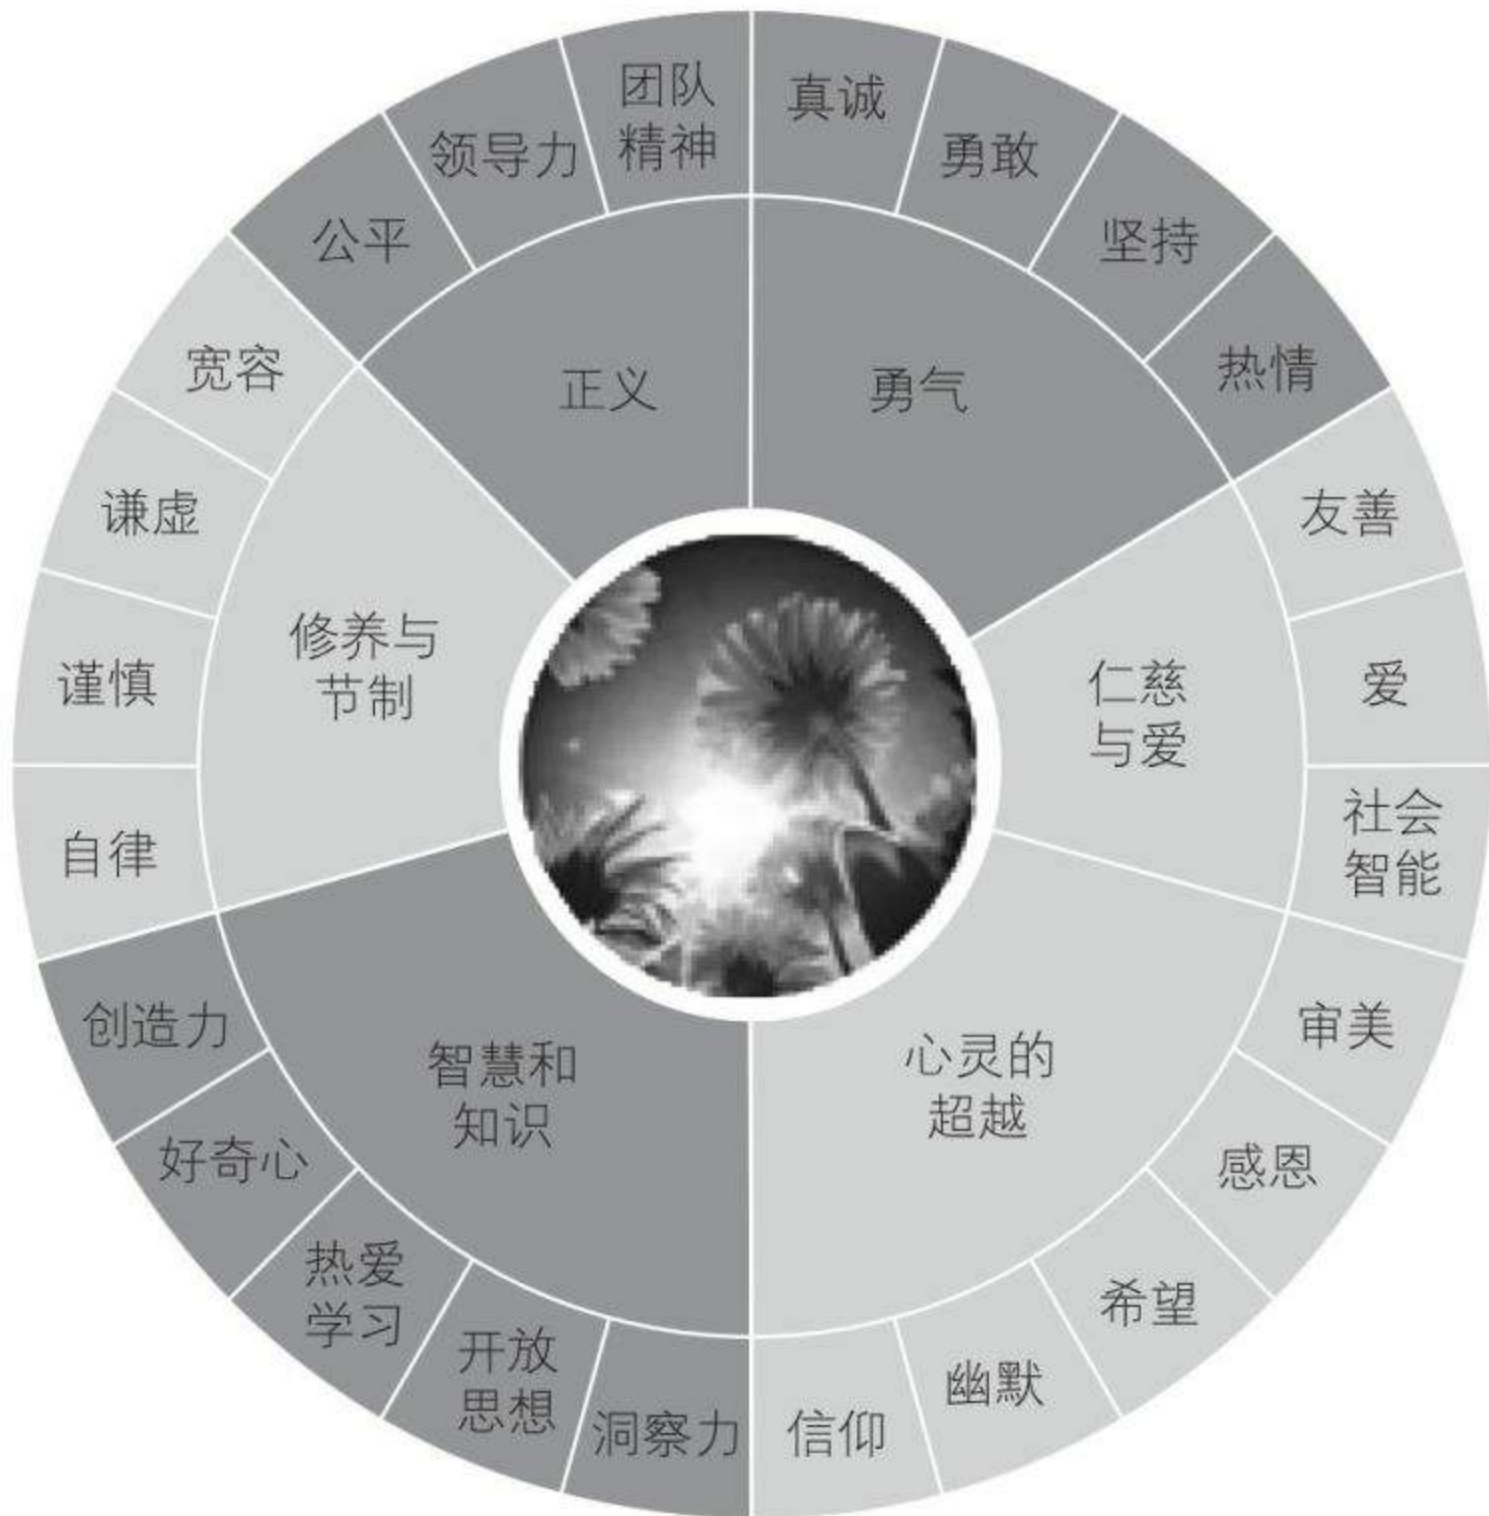 团队
精神
真诚
领导力
勇敢
公平
坚持
宽容
热情
正义
勇气
谦虚
友善
修养与
节制
谨慎
仁慈
与爱
爱
自律
社会
智能
创造力
智慧和
知识
心灵的
超越
审美
好奇心
感恩
热爱
学习
希望
开放
思想
幽默
洞察力
信仰